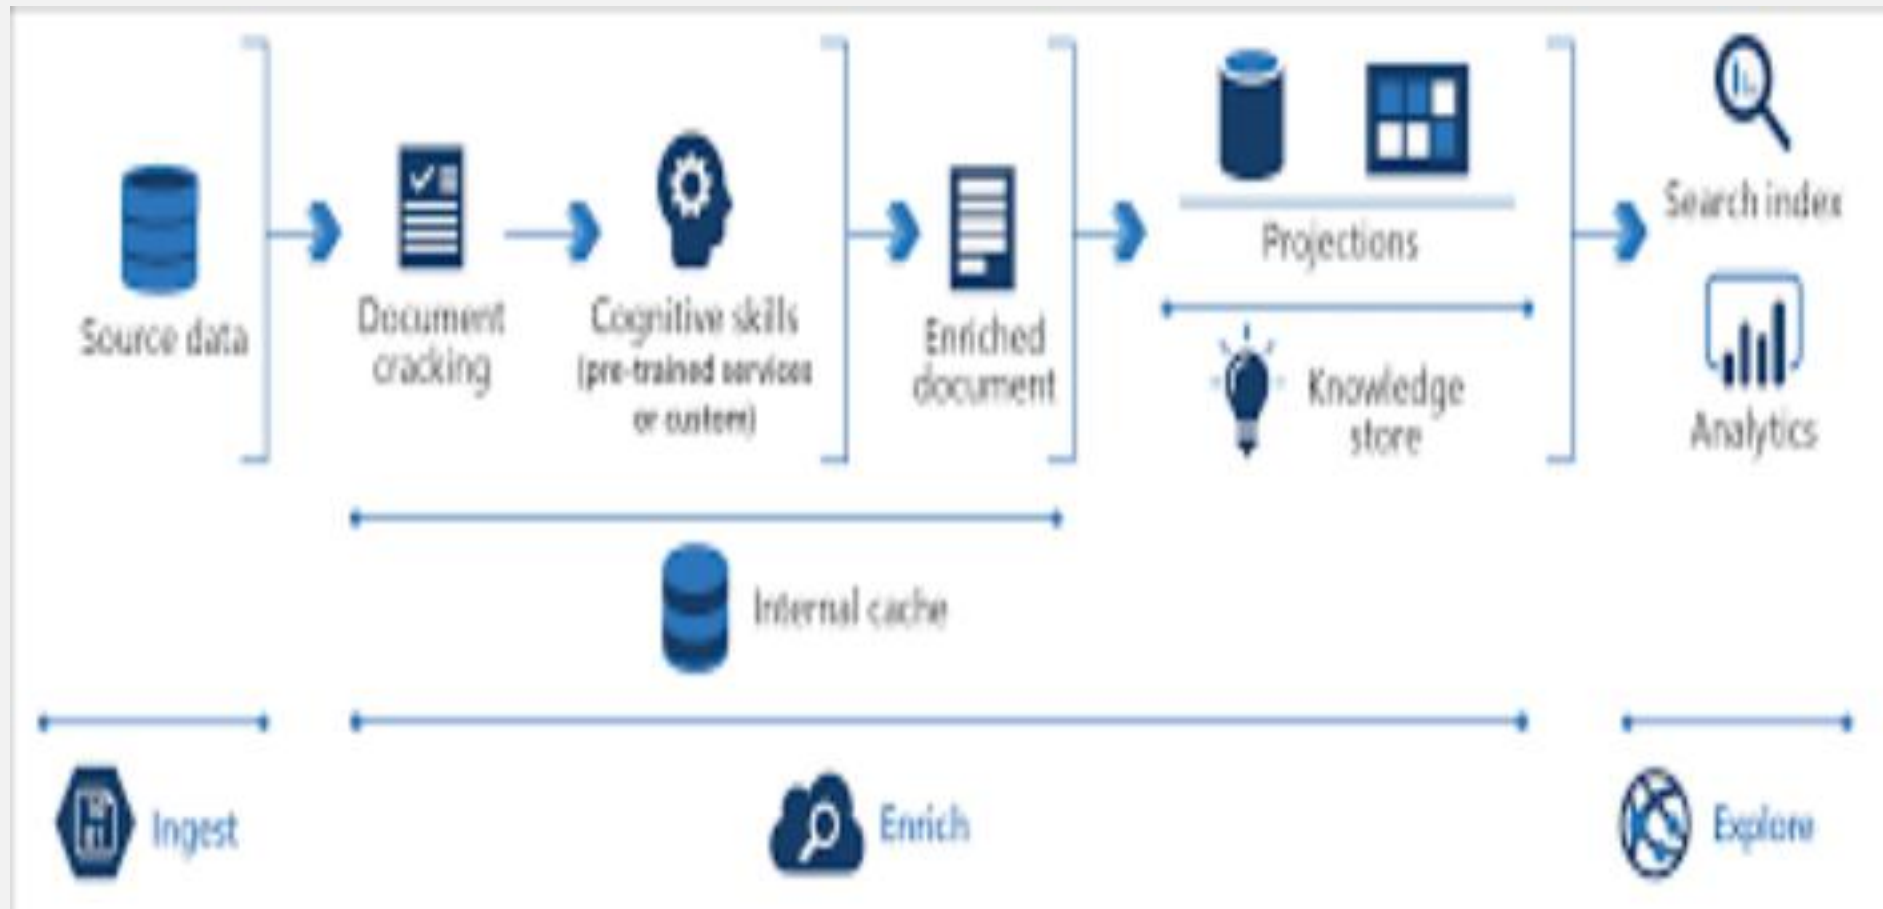 Source data
Document
cracking
Cognitive skills
(pre-trained services
or custom)
Enriched
document
Projections
Knowledge
store
Search index
Analytics
Internal cache
Ingest
Enrich
Explore